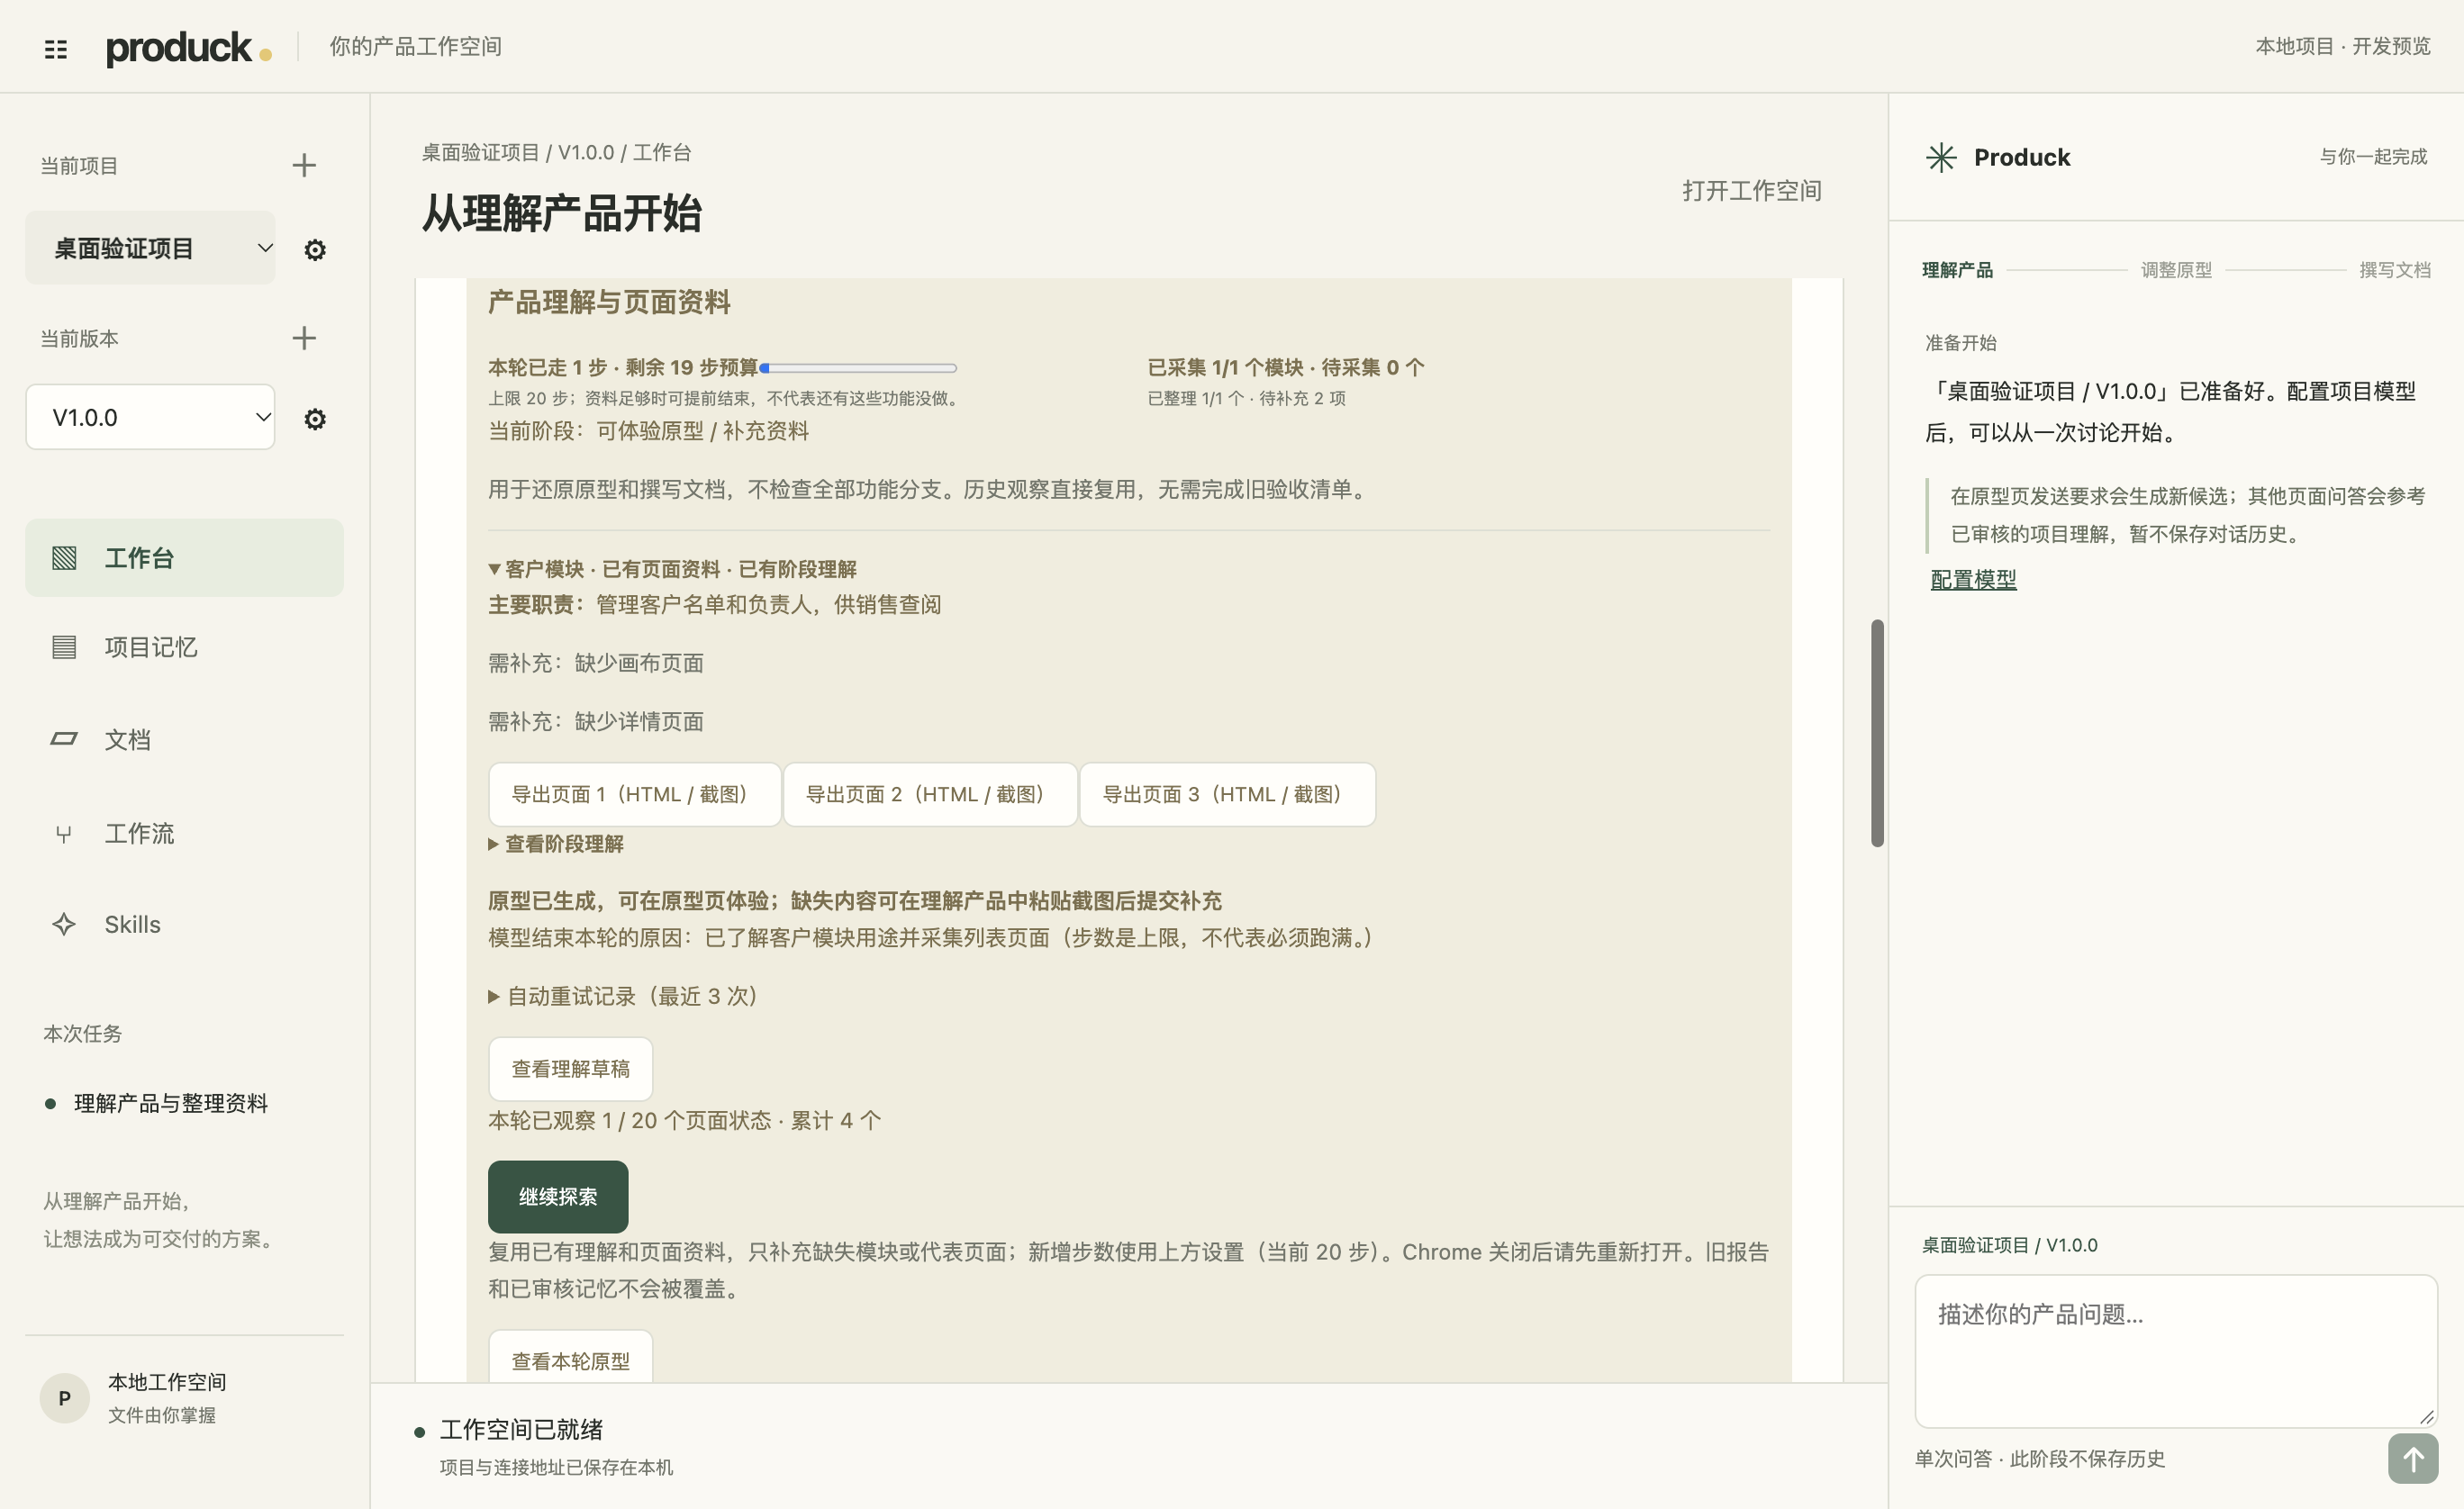 produck
你的产品工作空间
本地项目 · 开发预览
当前项目
桌面验证项目
当前版本
V1.0.0
工作台
项目记忆
文档
工作流
Skills
本次任务
理解产品与整理资料
从理解产品开始，
让想法成为可交付的方案。
P
本地工作空间
文件由你掌握
桌面验证项目 / V1.0.0 / 工作台
从理解产品开始
打开工作空间
产品理解与页面资料
本轮已走 1 步 · 剩余 19 步预算
上限 20 步；资料足够时可提前结束，不代表还有这些功能没做。
已采集 1/1 个模块 · 待采集 0 个
已整理 1/1 个 · 待补充 2 项
当前阶段：可体验原型 / 补充资料
用于还原原型和撰写文档，不检查全部功能分支。历史观察直接复用，无需完成旧验收清单。
客户模块 · 已有页面资料 · 已有阶段理解
主要职责：管理客户名单和负责人，供销售查阅
需补充：缺少画布页面
需补充：缺少详情页面
导出页面 1（HTML / 截图）
导出页面 2（HTML / 截图）
导出页面 3（HTML / 截图）
查看阶段理解
原型已生成，可在原型页体验；缺失内容可在理解产品中粘贴截图后提交补充
模型结束本轮的原因：已了解客户模块用途并采集列表页面（步数是上限，不代表必须跑满。）
自动重试记录（最近 3 次）
查看理解草稿
本轮已观察 1 / 20 个页面状态 · 累计 4 个
继续探索
复用已有理解和页面资料，只补充缺失模块或代表页面；新增步数使用上方设置（当前 20 步）。Chrome 关闭后请先重新打开。旧报告
和已审核记忆不会被覆盖。
查看本轮原型
工作空间已就绪
项目与连接地址已保存在本机
Produck
与你一起完成
理解产品
调整原型
撰写文档
准备开始
「桌面验证项目 / V1.0.0」已准备好。配置项目模型
后，可以从一次讨论开始。
在原型页发送要求会生成新候选；其他页面问答会参考
已审核的项目理解，暂不保存对话历史。
配置模型
桌面验证项目 / V1.0.0
描述你的产品问题...
单次问答 · 此阶段不保存历史